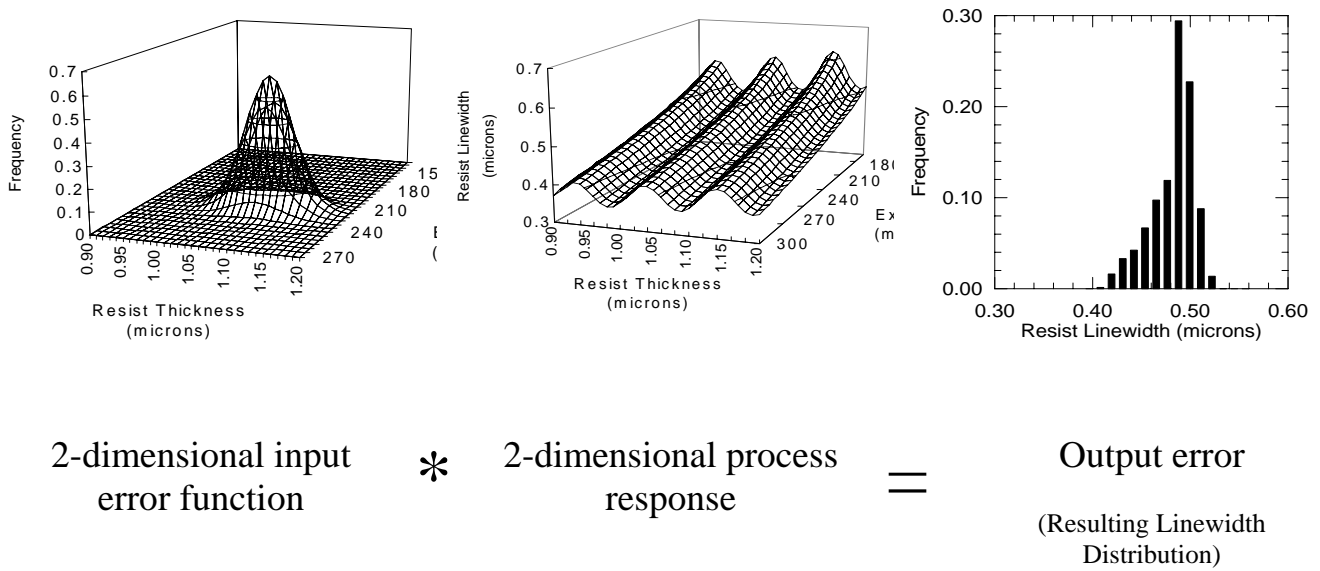 0.7
0.6
0.5
0.4
0.3
0.2
0.1
0
Frequency
0.90
0.95
1.00
1.05
1.10
1.15
1.20
15
180
210
240
270
E
(
Resist Thickness
(microns)
0.7
0.6
0.5
0.4
0.3
Resist Linewidth
(microns)
0.90
0.95
1.00
1.05
1.10
1.15
1.20
18(
210
240
270
300
Ex
(m
Resist Thickness
(microns)
0.30
0.20
0.10
0.00
Frequency
0.30 0.40 0.50 0.60
Resist Linewidth (microns)
2-dimensional input
error function
*
2-dimensional process
response
=
Output error
(Resulting Linewidth
Distribution)